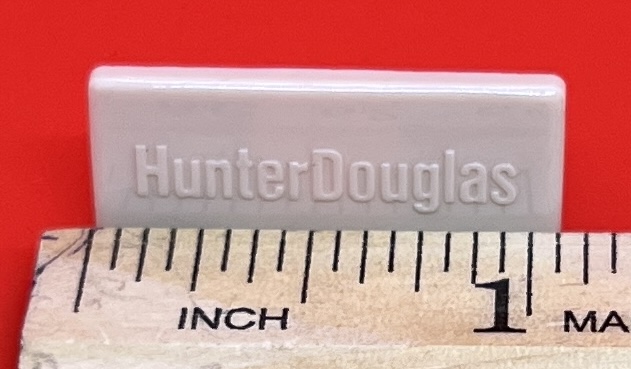 HunterDouglas
INCH 1 MA